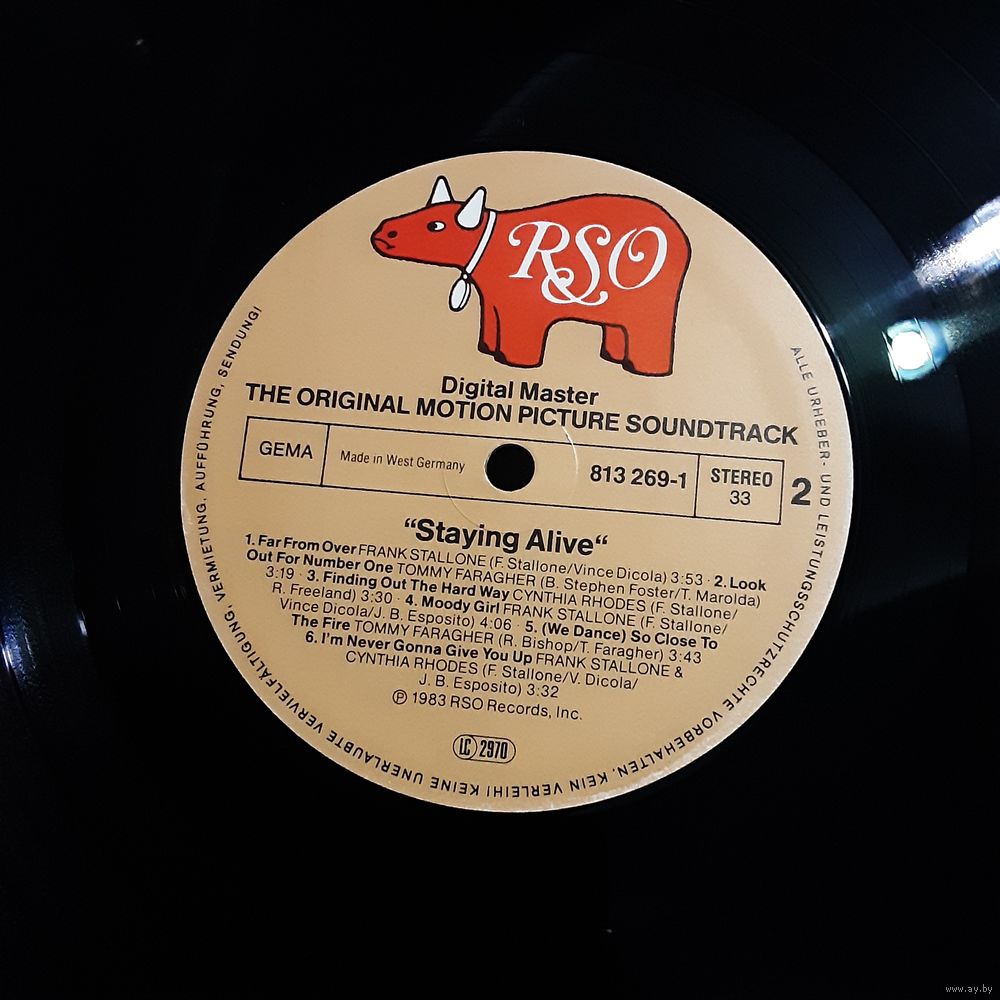 RSO
Digital Master
THE ORIGINAL MOTION PICTURE SOUNDTRACK
GEMA
Made in West Germany
813 269-1
STEREO
33
2
“Staying Alive“
1. Far From Over FRANK STALLONE (F. Stallone/Vince Dicola) 3:53 · 2. Look
Out For Number One TOMMY FARAGHER (B. Stephen Foster/T. Marolda)
3:19 · 3. Finding Out The Hard Way CYNTHIA RHODES (F. Stallone/
R. Freeland) 3:30 · 4. Moody Girl FRANK STALLONE (F. Stallone/
Vince Dicola/J. B. Esposito) 4:06 · 5. (We Dance) So Close To
The Fire TOMMY FARAGHER (R. Bishop/T. Faragher) 3:43
6. I'm Never Gonna Give You Up FRANK STALLONE &
CYNTHIA RHODES (F. Stallone/V. Dicola/
J. B. Esposito) 3:32
℗ 1983 RSO Records, Inc.
LC 2970
ALLE URHEBER- UND LEISTUNGSSCHUTZRECHTE VORBEHALTEN. KEIN VERLEIH! KEINE UNERLAUBTE VERVIELFÄLTIGUNG, VERMIETUNG, AUFFÜHRUNG, SENDUNG!
www.ay.by